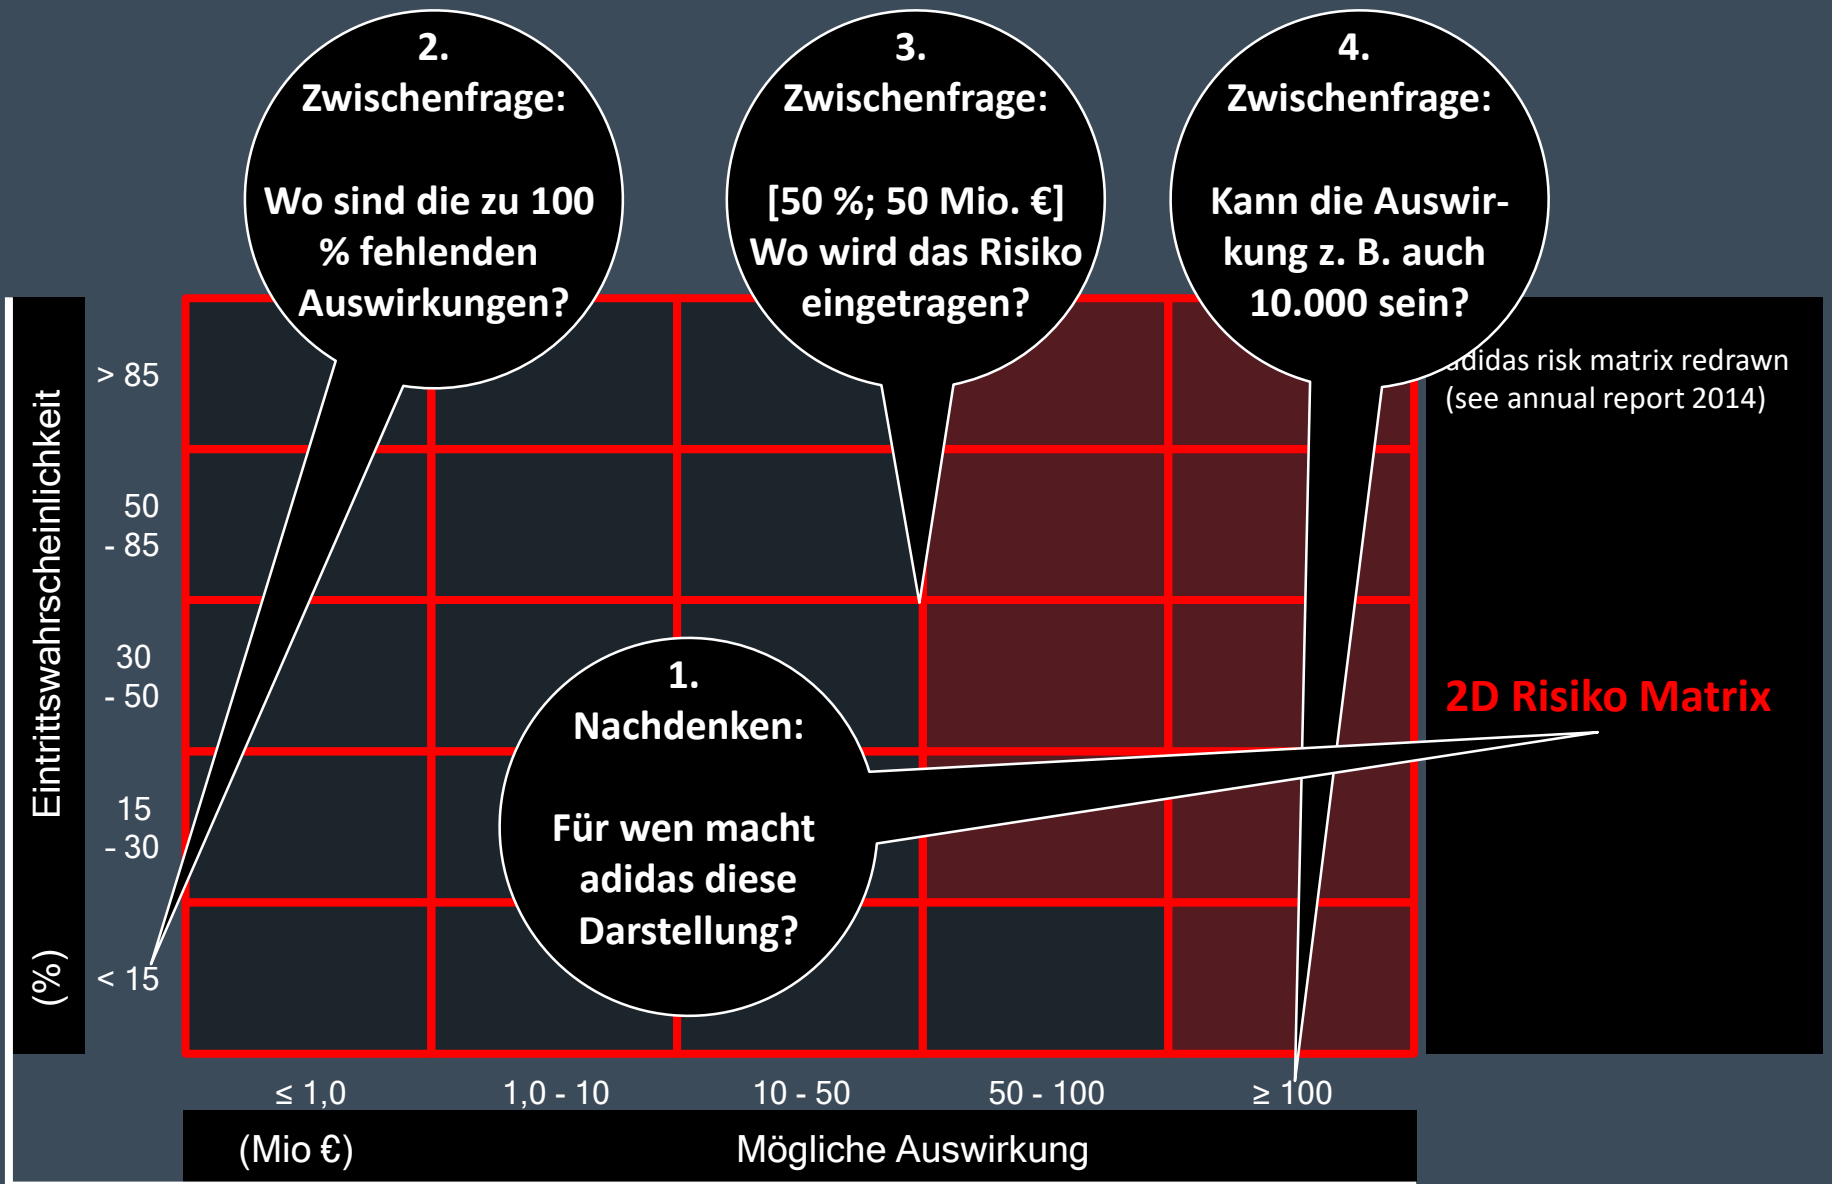 2.
Zwischenfrage:
Wo sind die zu 100
% fehlenden
Auswirkungen?
3.
Zwischenfrage:
[50 %; 50 Mio. €]
Wo wird das Risiko
eingetragen?
4.
Zwischenfrage:
Kann die Auswir-
kung z. B. auch
10.000 sein?
adidas risk matrix redrawn
(see annual report 2014)
2D Risiko Matrix
1.
Nachdenken:
Für wen macht
adidas diese
Darstellung?
Eintrittswahrscheinlichkeit
(%)
> 85
50
- 85
30
- 50
15
- 30
< 15
≤ 1,0
1,0 - 10
10 - 50
50 - 100
≥ 100
(Mio €)
Mögliche Auswirkung